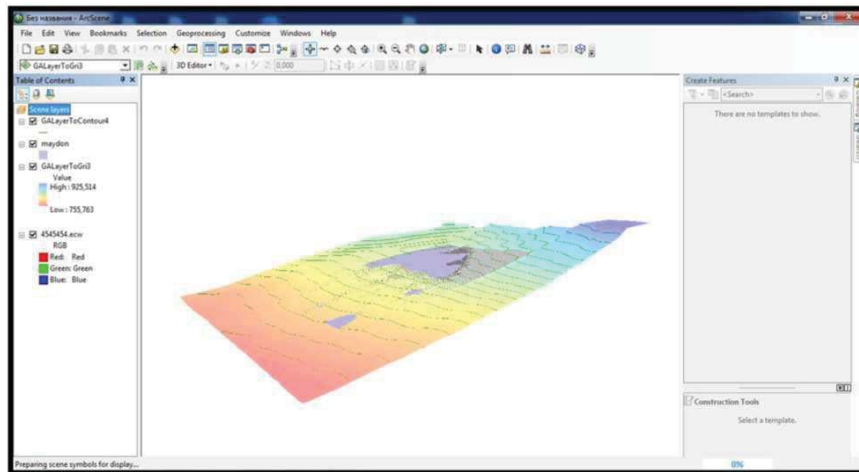 Без названия - ArcScene
File Edit View Bookmarks Selection Geoprocessing Customize Windows Help
GALayerToGri3 3D Editor 0,000
Table of Contents
Scene layers
GALayerToContour4
maydon
GALayerToGri3
Value
High : 925,514
Low : 755,763
4545454.ecw
RGB
Red: Red
Green: Green
Blue: Blue
Create Features
<Search>
There are no templates to show.
Construction Tools
Select a template.
Preparing scene symbols for display...
0%